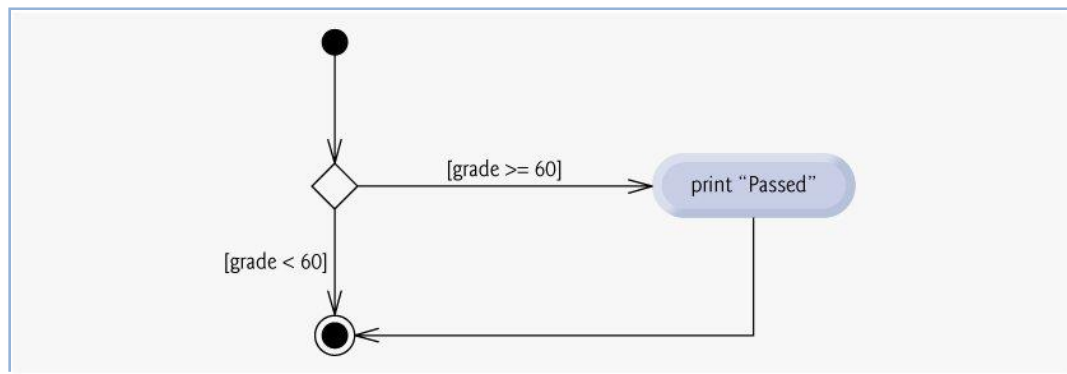 [grade >= 60]
print “Passed”
[grade < 60]